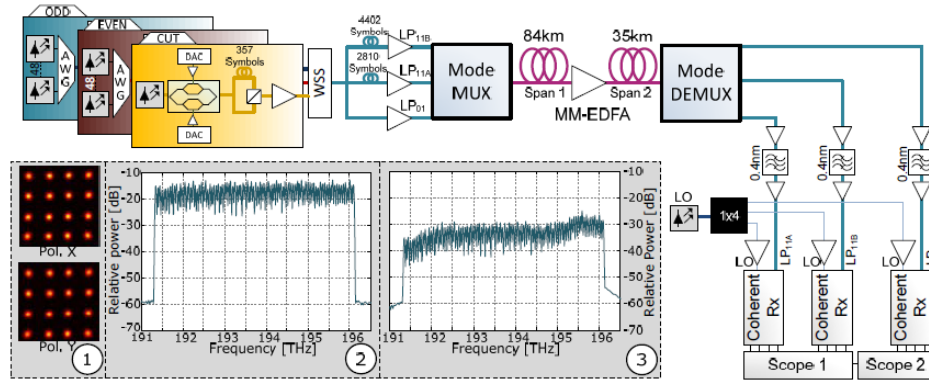 ODD
EVEN
CUT
48
AWG
48
AWG
DAC
DAC
357
Symbols
WSS
4402
Symbols
2810
Symbols
LP11B
LP11A
LP01
Mode
MUX
84km
Span 1
MM-EDFA
35km
Span 2
Mode
DEMUX
0.4nm
0.4nm
0.4nm
LO
1x4
LO
LO
LO
LP11A
LP11B
Coherent
Rx
Coherent
Rx
Coherent
Rx
Scope 1
Scope 2
Pol. X
Pol. Y
1
Relative power [dB]
-10
-20
-30
-40
-50
-60
-70
191 192 193 194 195 196
Frequency [THz]
2
Relative Power [dB]
-10
-20
-30
-40
-50
-60
-70
191 192 193 194 195 196
Frequency [THz]
3